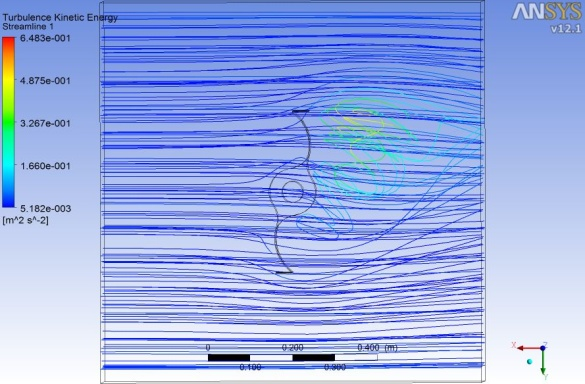 Turbulence Kinetic Energy
Streamline 1
6.483e-001
4.875e-001
3.267e-001
1.660e-001
5.182e-003
[m^2 s^-2]
ANSYS
v12.1
0 0.200 0.400 (m)
0.100 0.300
X Z
Y